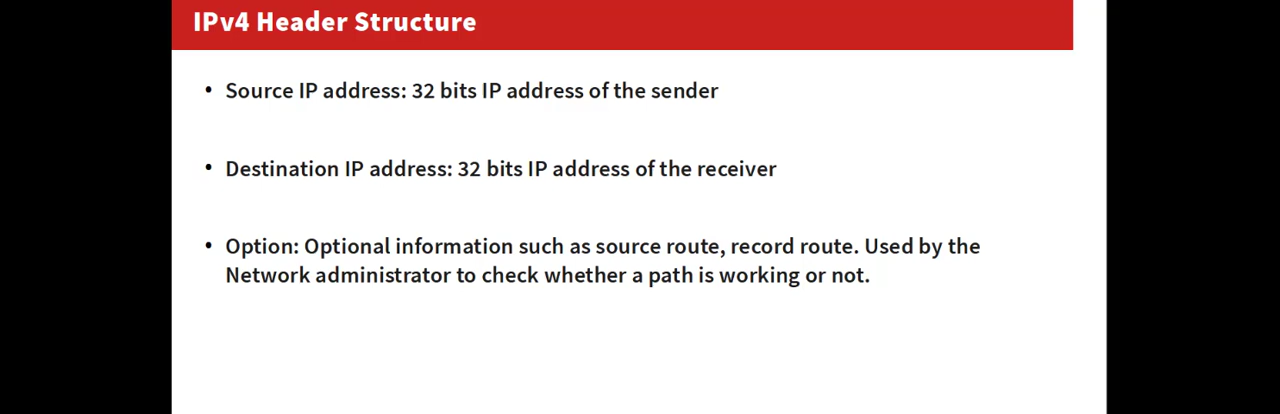 IPv4 Header Structure
• Source IP address: 32 bits IP address of the sender
• Destination IP address: 32 bits IP address of the receiver
• Option: Optional information such as source route, record route. Used by the
Network administrator to check whether a path is working or not.